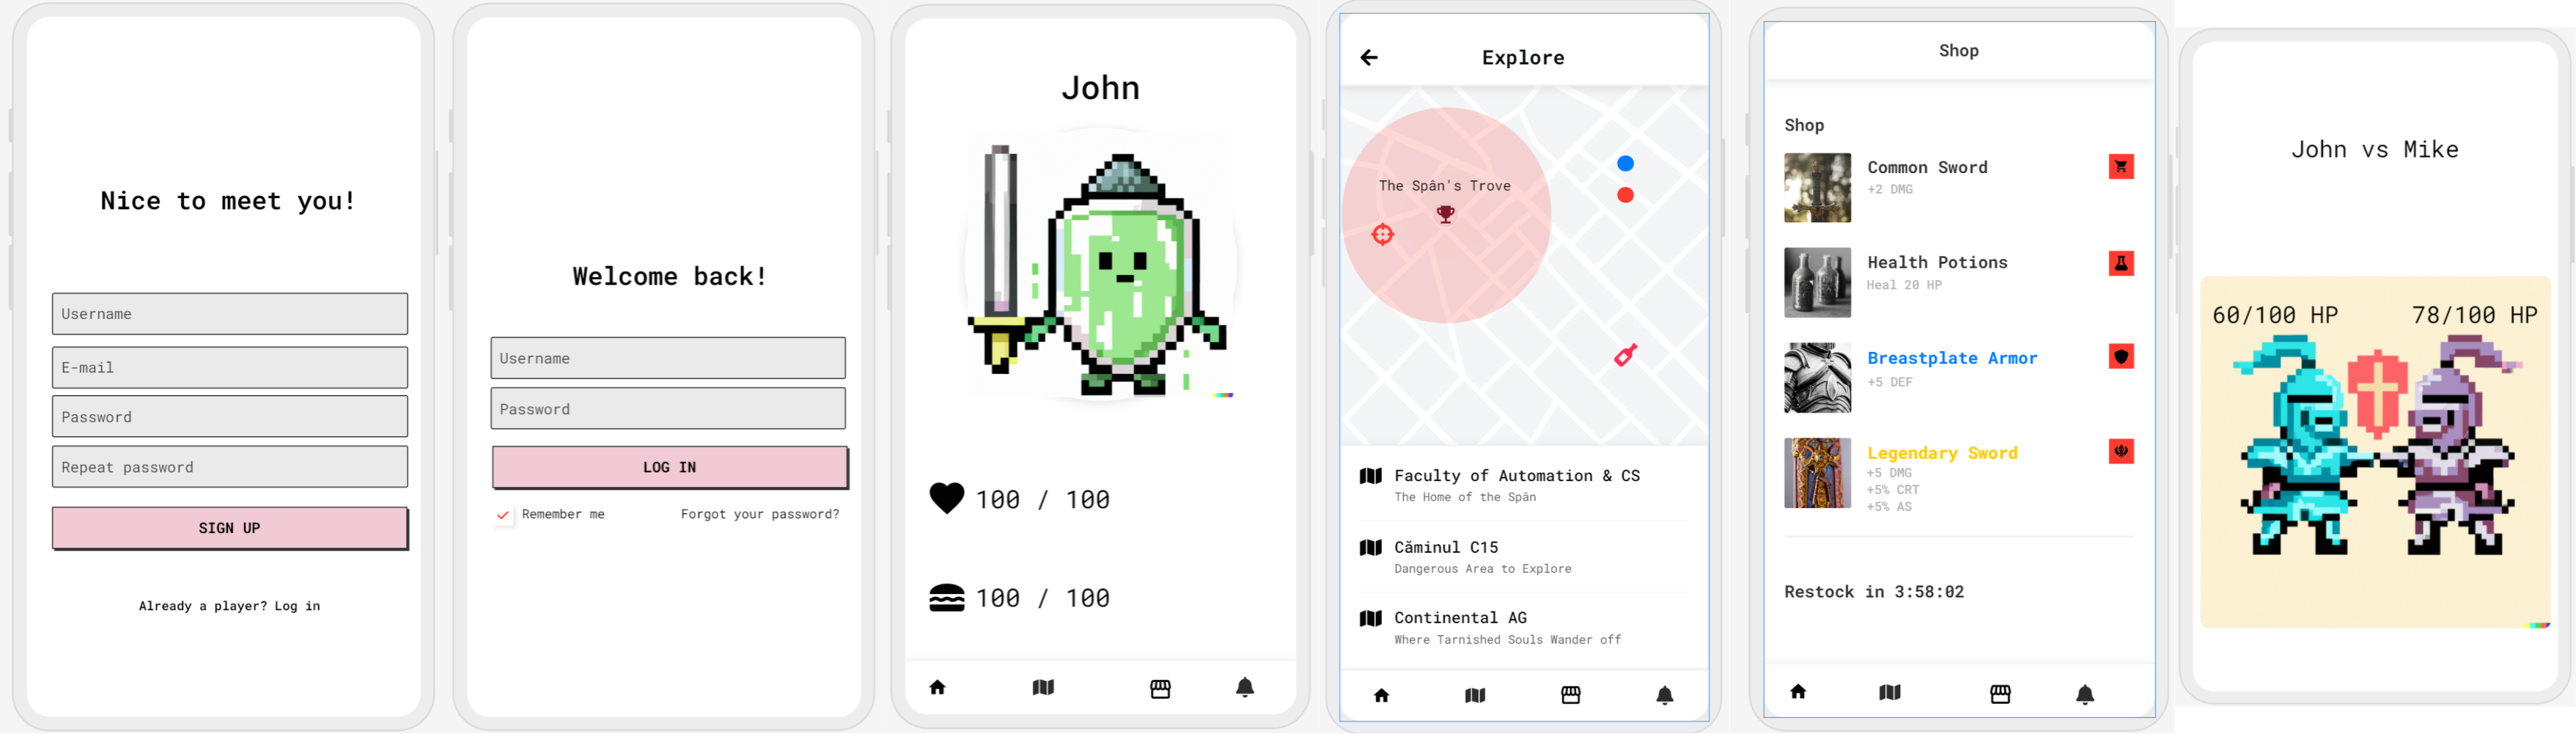 Nice to meet you!
Username
E-mail
Password
Repeat password
SIGN UP
Already a player? Log in
Welcome back!
Username
Password
LOG IN
Remember me
Forgot your password?
John
100 / 100
100 / 100
Explore
The Spân's Trove
Faculty of Automation & CS
The Home of the Spân
Căminul C15
Dangerous Area to Explore
Continental AG
Where Tarnished Souls Wander off
Shop
Shop
Common Sword
+2 DMG
Health Potions
Heal 20 HP
Breastplate Armor
+5 DEF
Legendary Sword
+5 DMG
+5% CRT
+5% AS
Restock in 3:58:02
John vs Mike
60/100 HP
78/100 HP